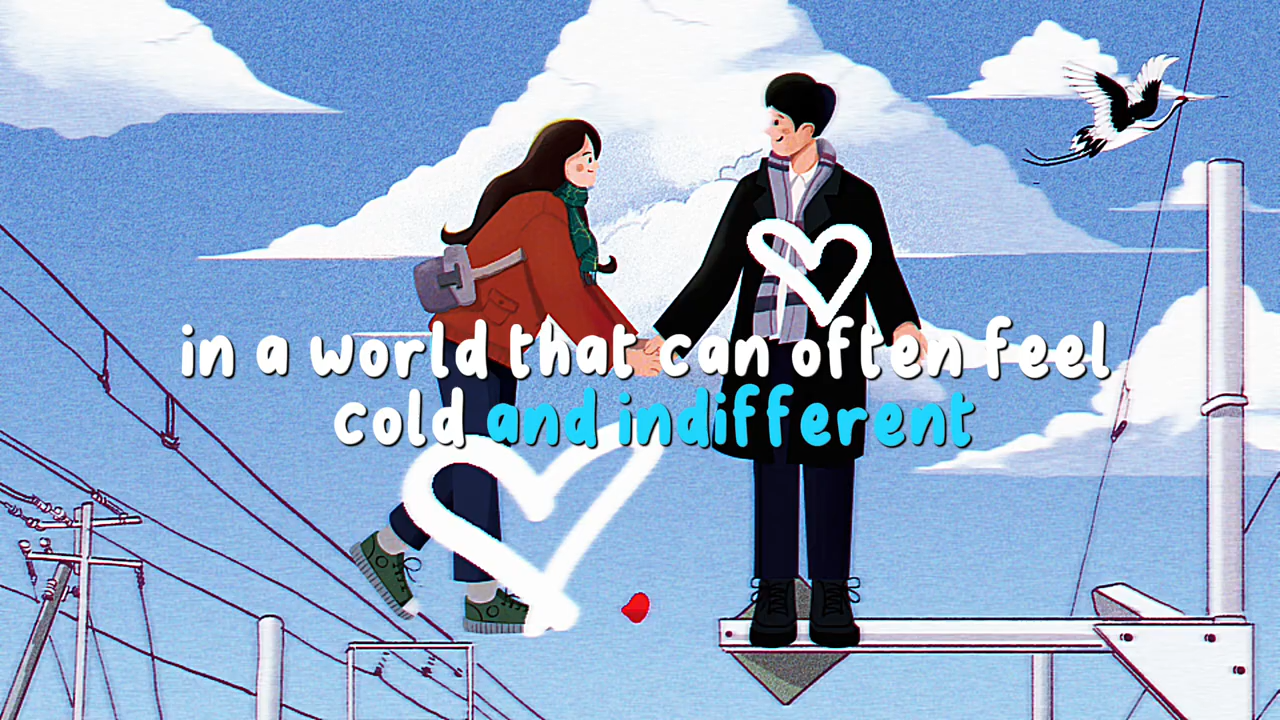 in a world that can often feel
cold and indifferent